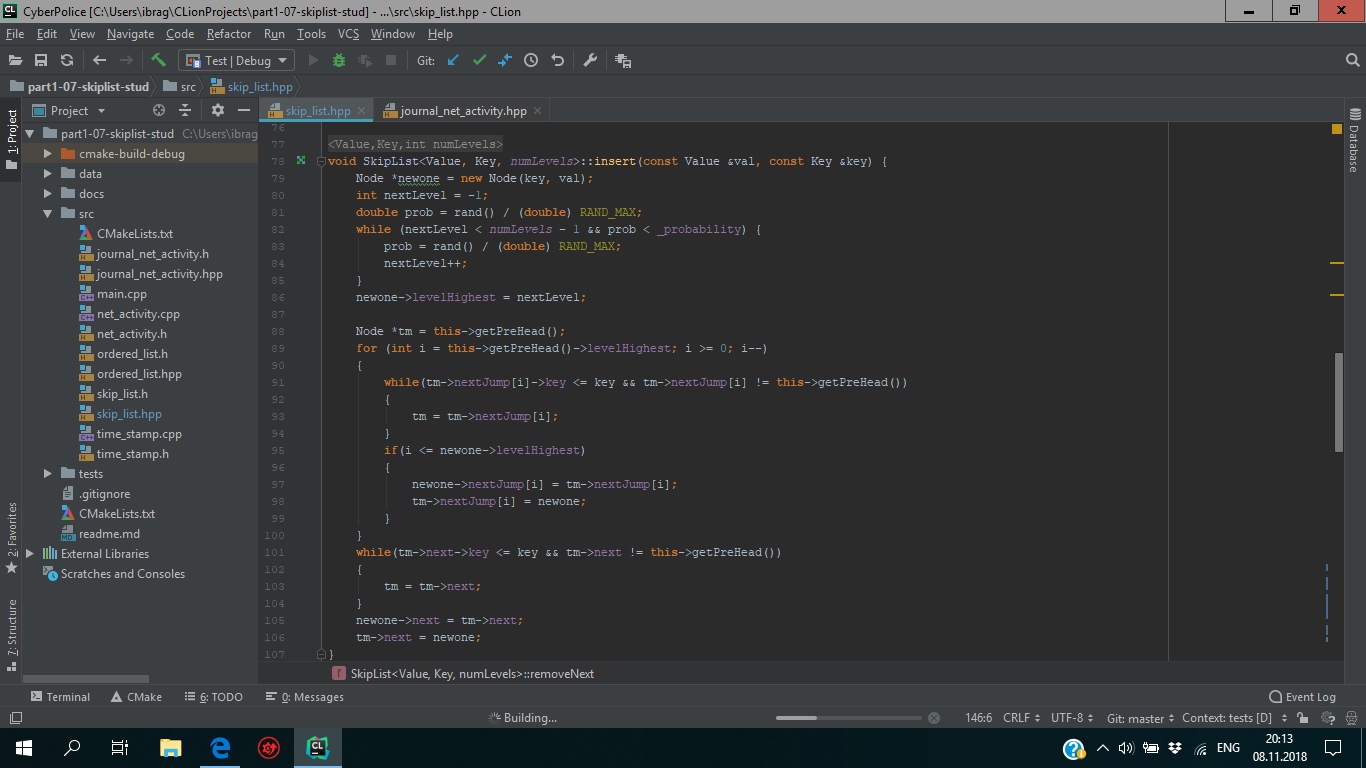 CyberPolice [C:\Users\ibrag\CLionProjects\part1-07-skiplist-stud] - ...\src\skip_list.hpp - CLion
File Edit View Navigate Code Refactor Run Tools VCS Window Help
Test | Debug
Git:
part1-07-skiplist-stud
src
skip_list.hpp
1: Project
2: Favorites
7: Structure
Project
part1-07-skiplist-stud C:\Users\ibrag
cmake-build-debug
data
docs
src
CMakeLists.txt
journal_net_activity.h
journal_net_activity.hpp
main.cpp
net_activity.cpp
net_activity.h
ordered_list.h
ordered_list.hpp
skip_list.h
skip_list.hpp
time_stamp.cpp
time_stamp.h
tests
.gitignore
CMakeLists.txt
readme.md
External Libraries
Scratches and Consoles
skip_list.hpp
journal_net_activity.hpp
76
77 <Value,Key,int numLevels>
78 void SkipList<Value, Key, numLevels>::insert(const Value &val, const Key &key) {
79 Node *newone = new Node(key, val);
80 int nextLevel = -1;
81 double prob = rand() / (double) RAND_MAX;
82 while (nextLevel < numLevels - 1 && prob < _probability) {
83 prob = rand() / (double) RAND_MAX;
84 nextLevel++;
85 }
86 newone->levelHighest = nextLevel;
87
88 Node *tm = this->getPreHead();
89 for (int i = this->getPreHead()->levelHighest; i >= 0; i--)
90 {
91 while(tm->nextJump[i]->key <= key && tm->nextJump[i] != this->getPreHead())
92 {
93 tm = tm->nextJump[i];
94 }
95 if(i <= newone->levelHighest)
96 {
97 newone->nextJump[i] = tm->nextJump[i];
98 tm->nextJump[i] = newone;
99 }
100 }
101 while(tm->next->key <= key && tm->next != this->getPreHead())
102 {
103 tm = tm->next;
104 }
105 newone->next = tm->next;
106 tm->next = newone;
107 }
SkipList<Value, Key, numLevels>::removeNext
Database
Terminal CMake 6: TODO 0: Messages Event Log
Building... 146:6 CRLF UTF-8 Git: master Context: tests [D]
ENG
20:13
08.11.2018